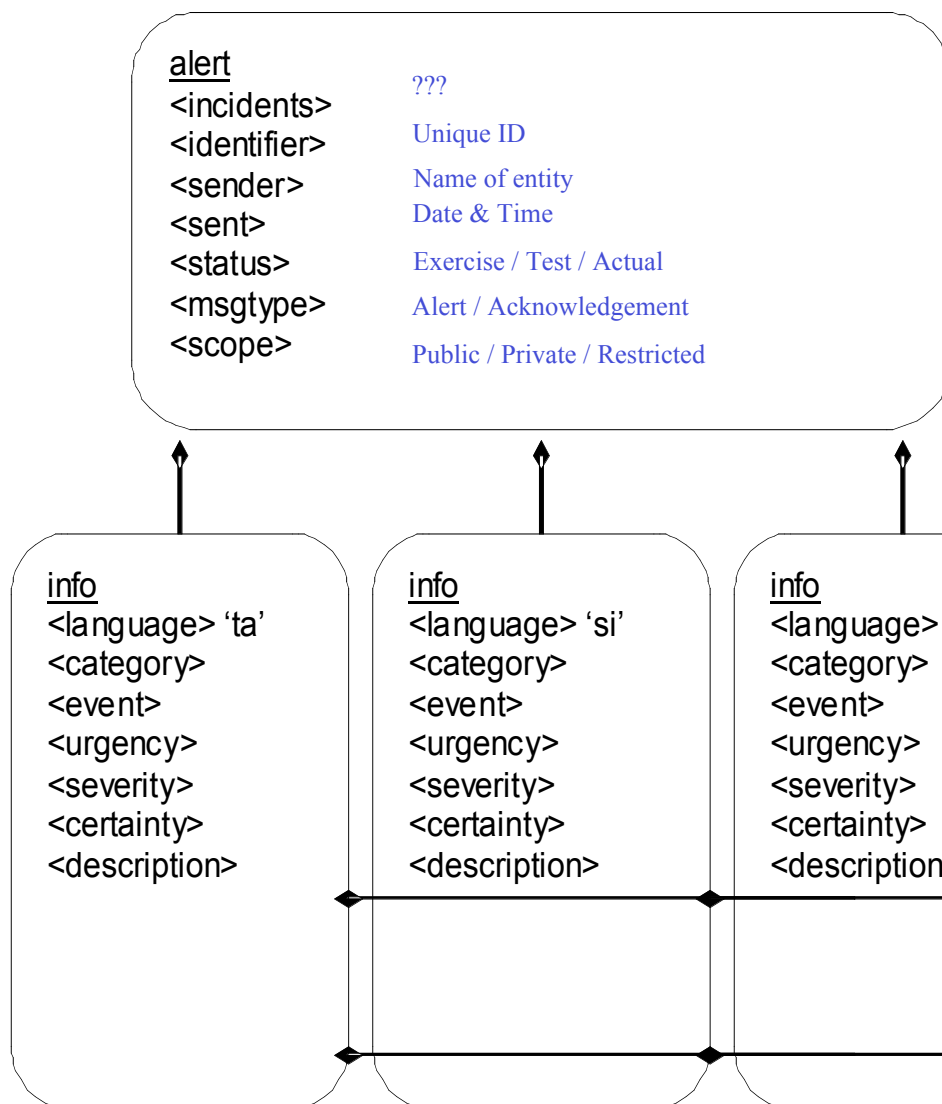 alert
<incidents> ???
<identifier> Unique ID
<sender> Name of entity
<sent> Date & Time
<status> Exercise / Test / Actual
<msgtype> Alert / Acknowledgement
<scope> Public / Private / Restricted
info
<language> ‘ta’
<category>
<event>
<urgency>
<severity>
<certainty>
<description>
info
<language> ‘si’
<category>
<event>
<urgency>
<severity>
<certainty>
<description>
info
<language>
<category>
<event>
<urgency>
<severity>
<certainty>
<description